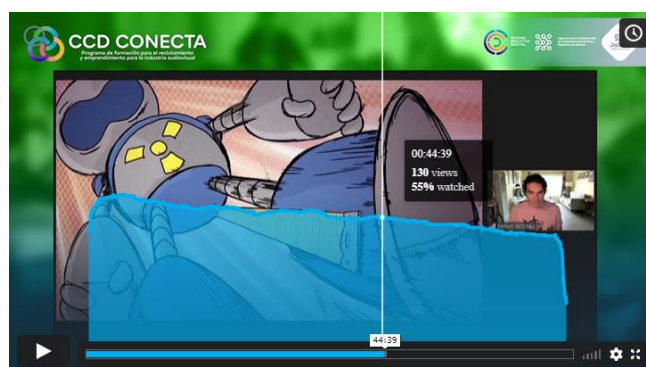 CCD CONECTA
Programa de formación para el reclutamiento
y emprendimiento para la industria audiovisual
00:44:39
130 views
55% watched
44:39